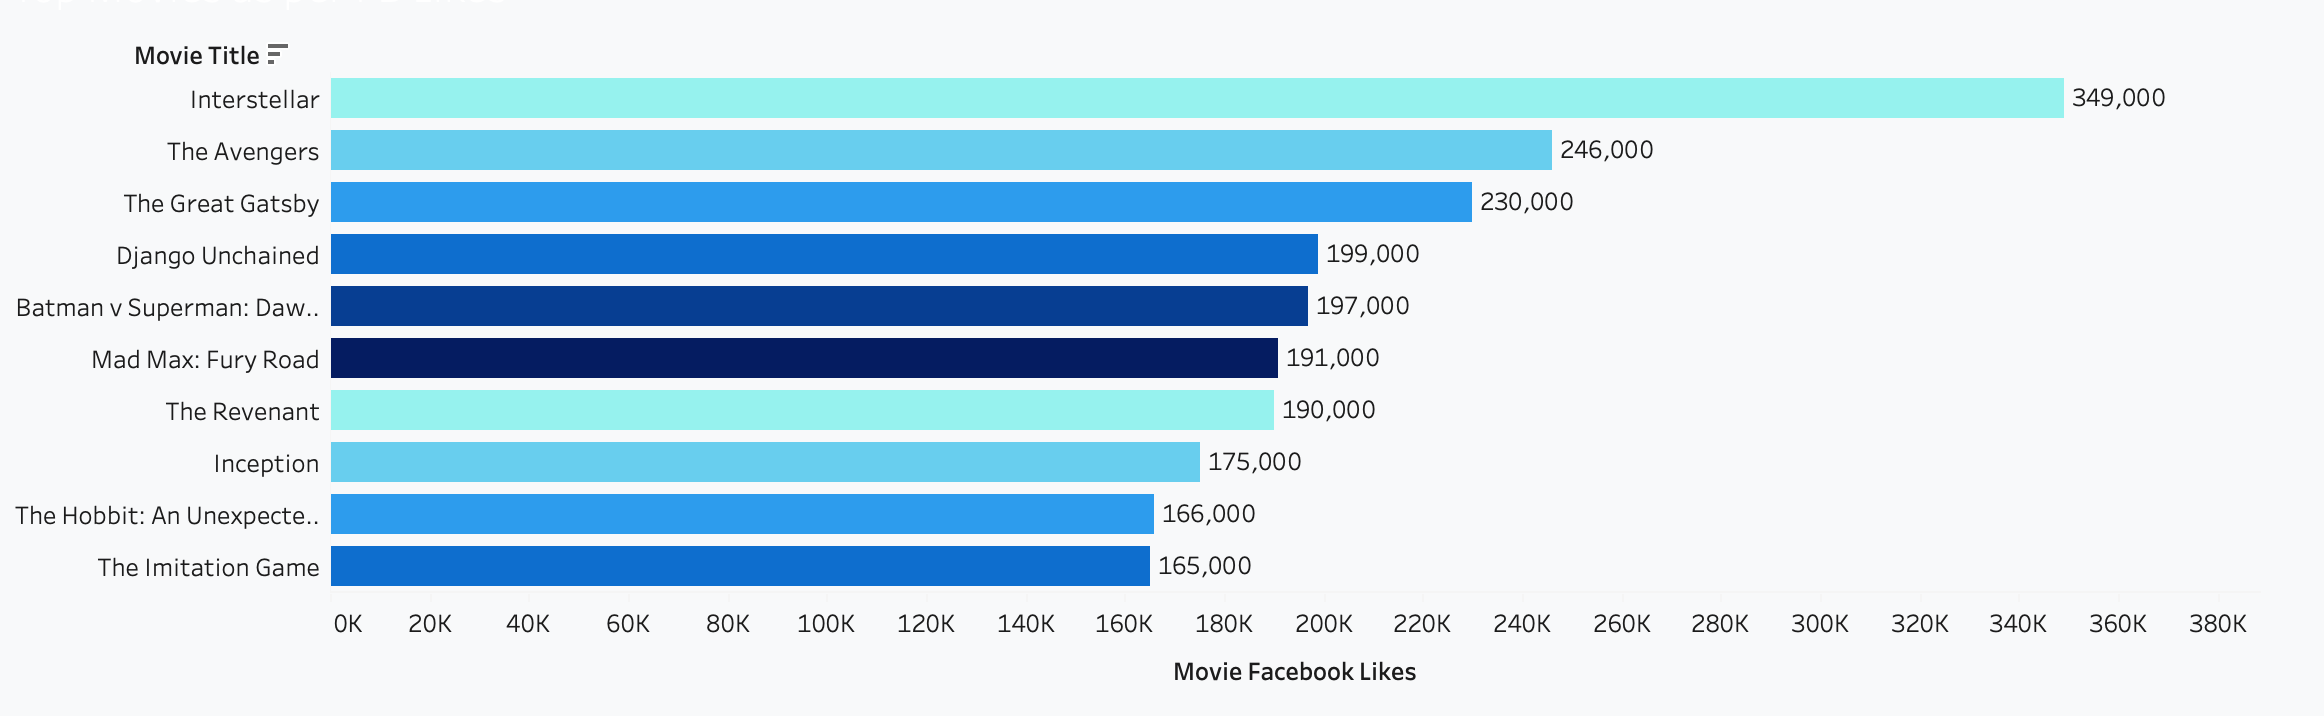 Movie Title
Interstellar 349,000
The Avengers 246,000
The Great Gatsby 230,000
Django Unchained 199,000
Batman v Superman: Daw.. 197,000
Mad Max: Fury Road 191,000
The Revenant 190,000
Inception 175,000
The Hobbit: An Unexpecte.. 166,000
The Imitation Game 165,000
0K 20K 40K 60K 80K 100K 120K 140K 160K 180K 200K 220K 240K 260K 280K 300K 320K 340K 360K 380K
Movie Facebook Likes